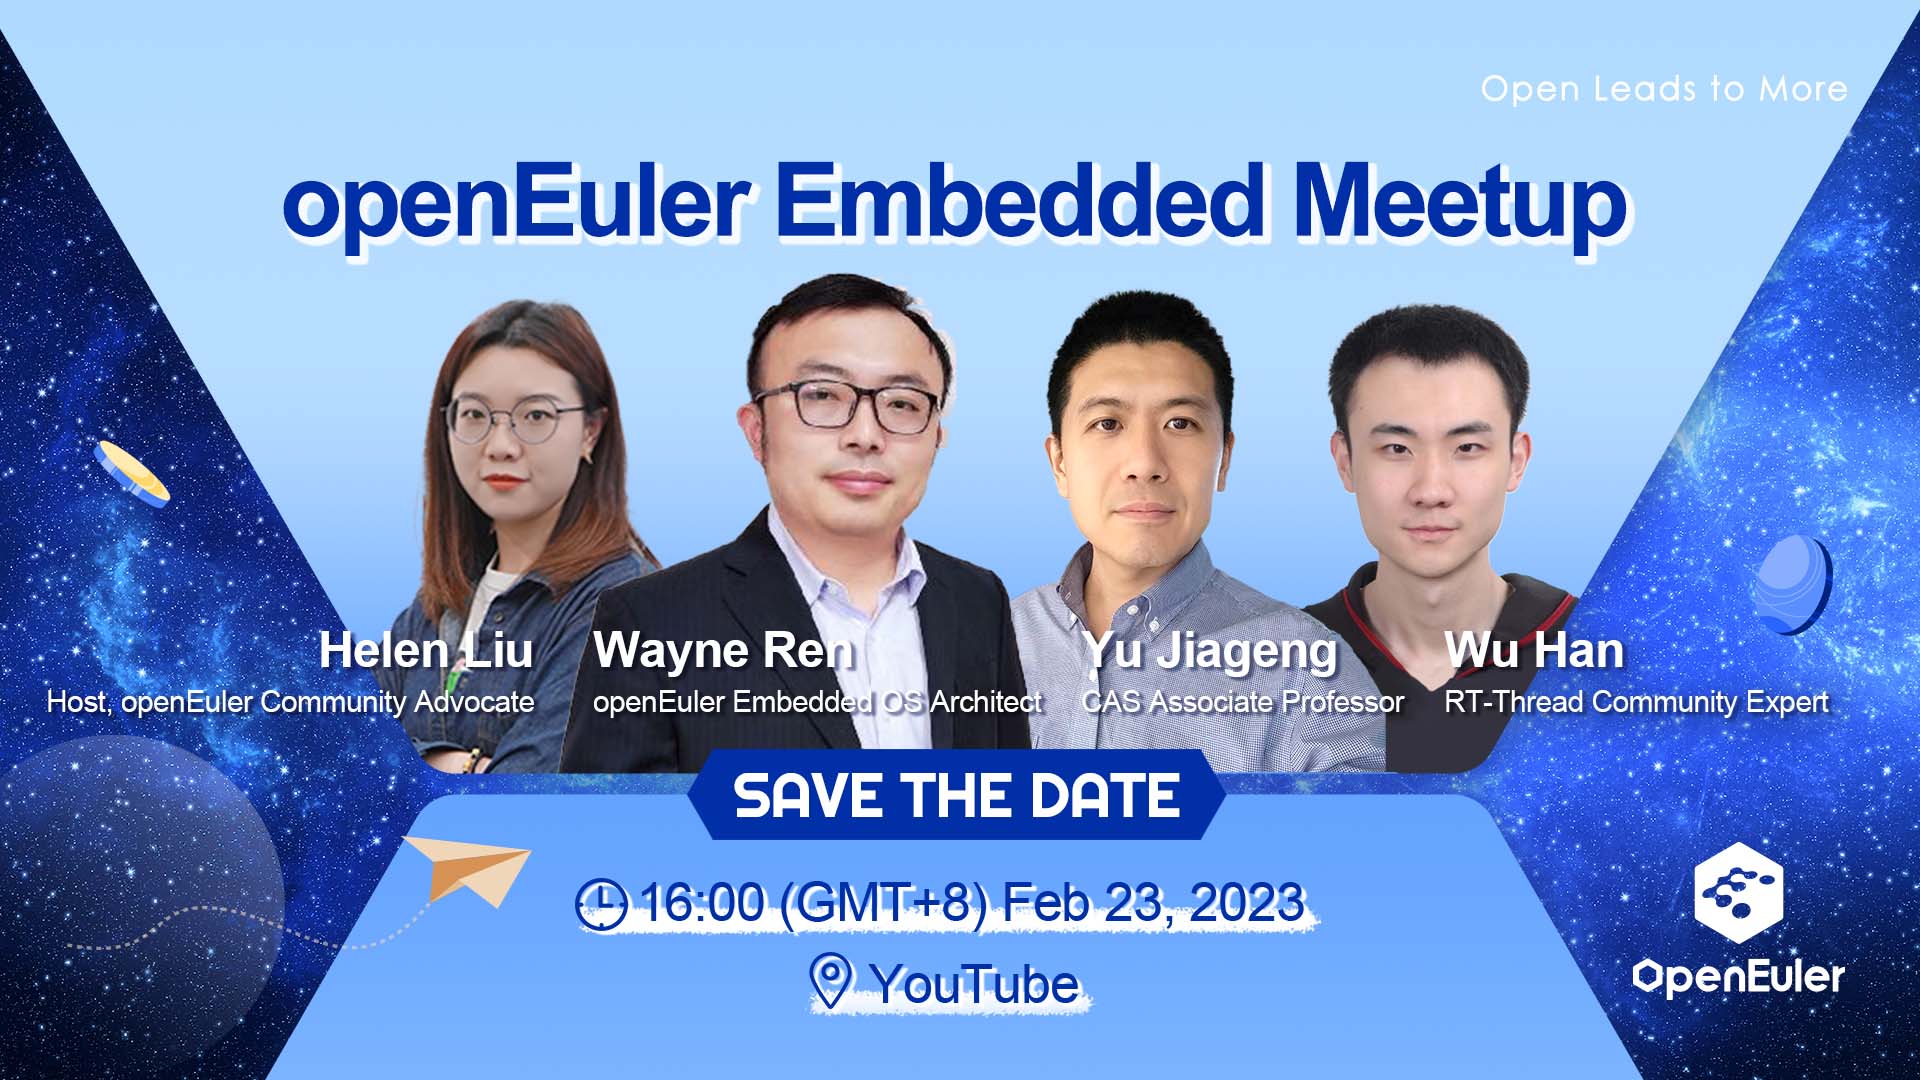 Open Leads to More
openEuler Embedded Meetup
Helen Liu
Host, openEuler Community Advocate
Wayne Ren
openEuler Embedded OS Architect
Yu Jiageng
CAS Associate Professor
Wu Han
RT-Thread Community Expert
SAVE THE DATE
16:00 (GMT+8) Feb 23, 2023
YouTube
OpenEuler